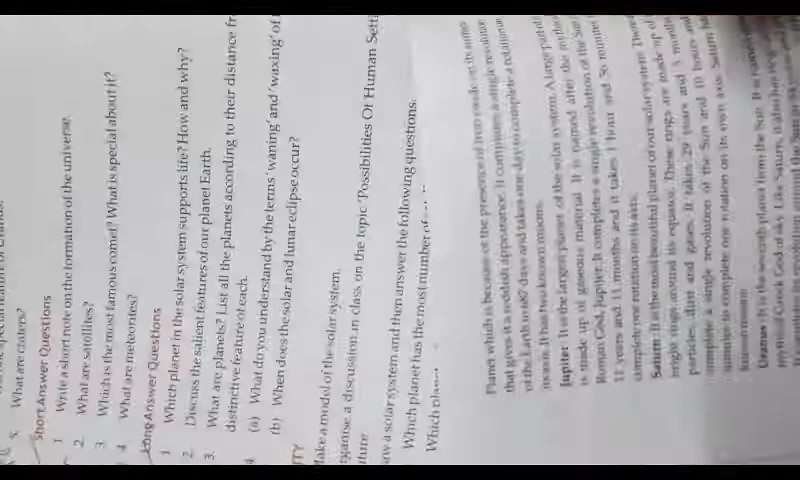 5. What are craters?
Short Answer Questions
1. Write a short note on the formation of the universe.
2. What are satellites?
3. Which is the most famous comet? What is special about it?
4. What are meteorites?
Long Answer Questions
1. Which planet in the solar system supports life? How and why?
2. Discuss the salient features of our planet Earth.
3. What are planets? List all the planets according to their distance fr
distinctive feature of each.
4. (a) What do you understand by the terms 'waning' and 'waxing' of
(b) When does the solar and lunar eclipse occur?
TY
Make a model of the solar system.
rganise a discussion in class on the topic 'Possibilities Of Human Setti
uture
aw a solar system and then answer the following questions:
Which planet has the most number of
Which
Planet which is because of the presence of iron oxide on its
that gives it a reddish appearance. It completes a single revolution
of the Earth in 687 days and takes one day to complete a rotation
It has two known moons.
Jupiter: It is the largest planet of the solar system. A large part of
is made up of gaseous material. It is named after the
Roman God, Jupiter. It completes a single revolution of the Sun
11 years and 11 months and it takes 9 hour and 56 minutes
complete one rotation on its axis.
Saturn: It is the most beautiful planet of our solar system. There
bright rings around its equator. These rings are made up of
particles, dust and gases. It takes 29 years and 5 months
complete a single revolution of the Sun and 10 hours and
minutes to complete one rotation on its own axis. Saturn has
known moons.
Uranus: It is the seventh planet from the Sun. It is named
Greek God of sky. Like Saturn, it also has